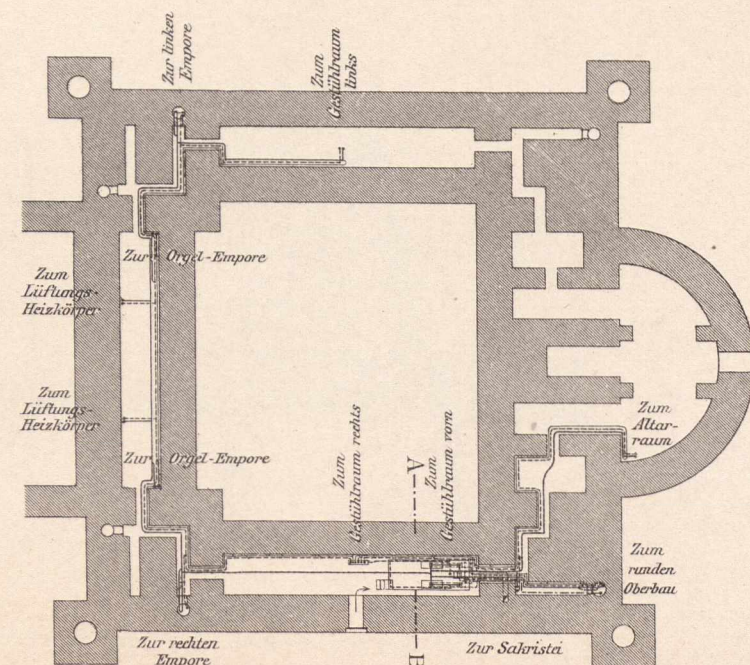 Zur linken
Empore
Zum
Gestühlraum
links
Zur Orgel-Empore
Zum
Lüftungs-
Heizkörper
Zum
Lüftungs-
Heizkörper
Zur Orgel-Empore
Zum
Gestühlraum rechts
V
Zum
Gestühlraum vorn
Zum
Altar-
raum
Zum
runden
Oberbau
Zur rechten
Empore
Zur Sakristei